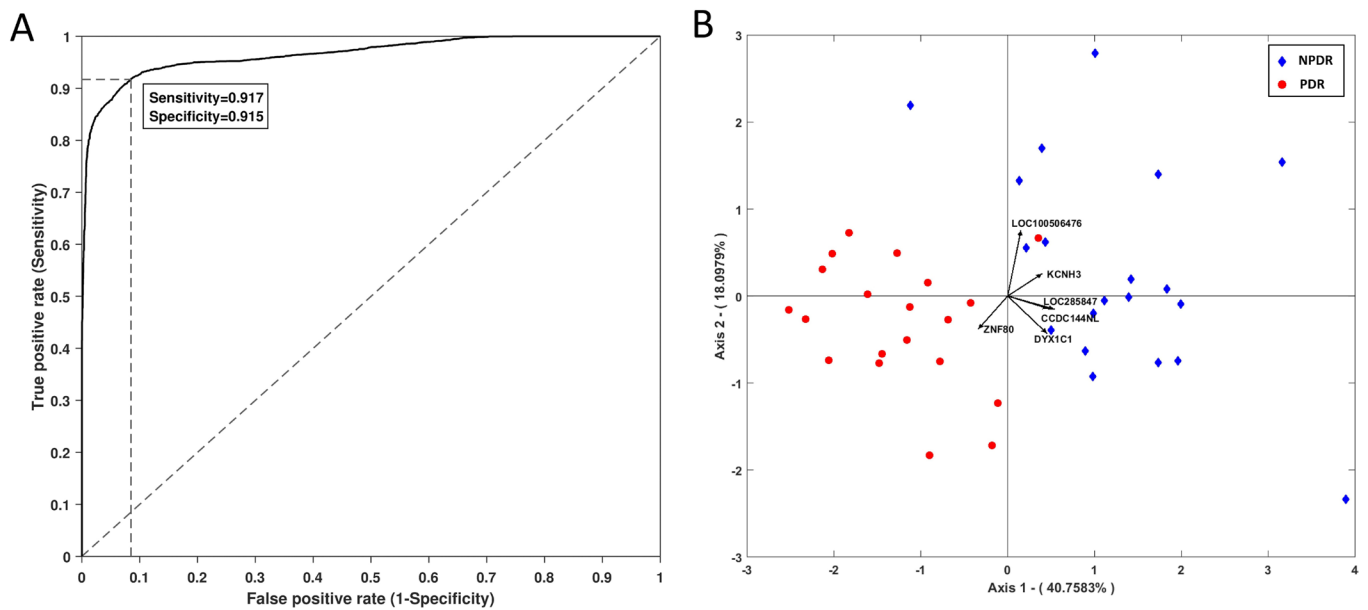 A
1
0.9
0.8
0.7
0.6
0.5
0.4
0.3
0.2
0.1
0
True positive rate (Sensitivity)
Sensitivity=0.917
Specificity=0.915
0 0.1 0.2 0.3 0.4 0.5 0.6 0.7 0.8 0.9 1
False positive rate (1-Specificity)
B
3
2
1
0
-1
-2
-3
Axis 2 - ( 18.0979% )
NPDR
PDR
LOC100506476
KCNH3
LOC285847
CCDC144NL
ZNF80
DYX1C1
-3 -2 -1 0 1 2 3 4
Axis 1 - ( 40.7583% )